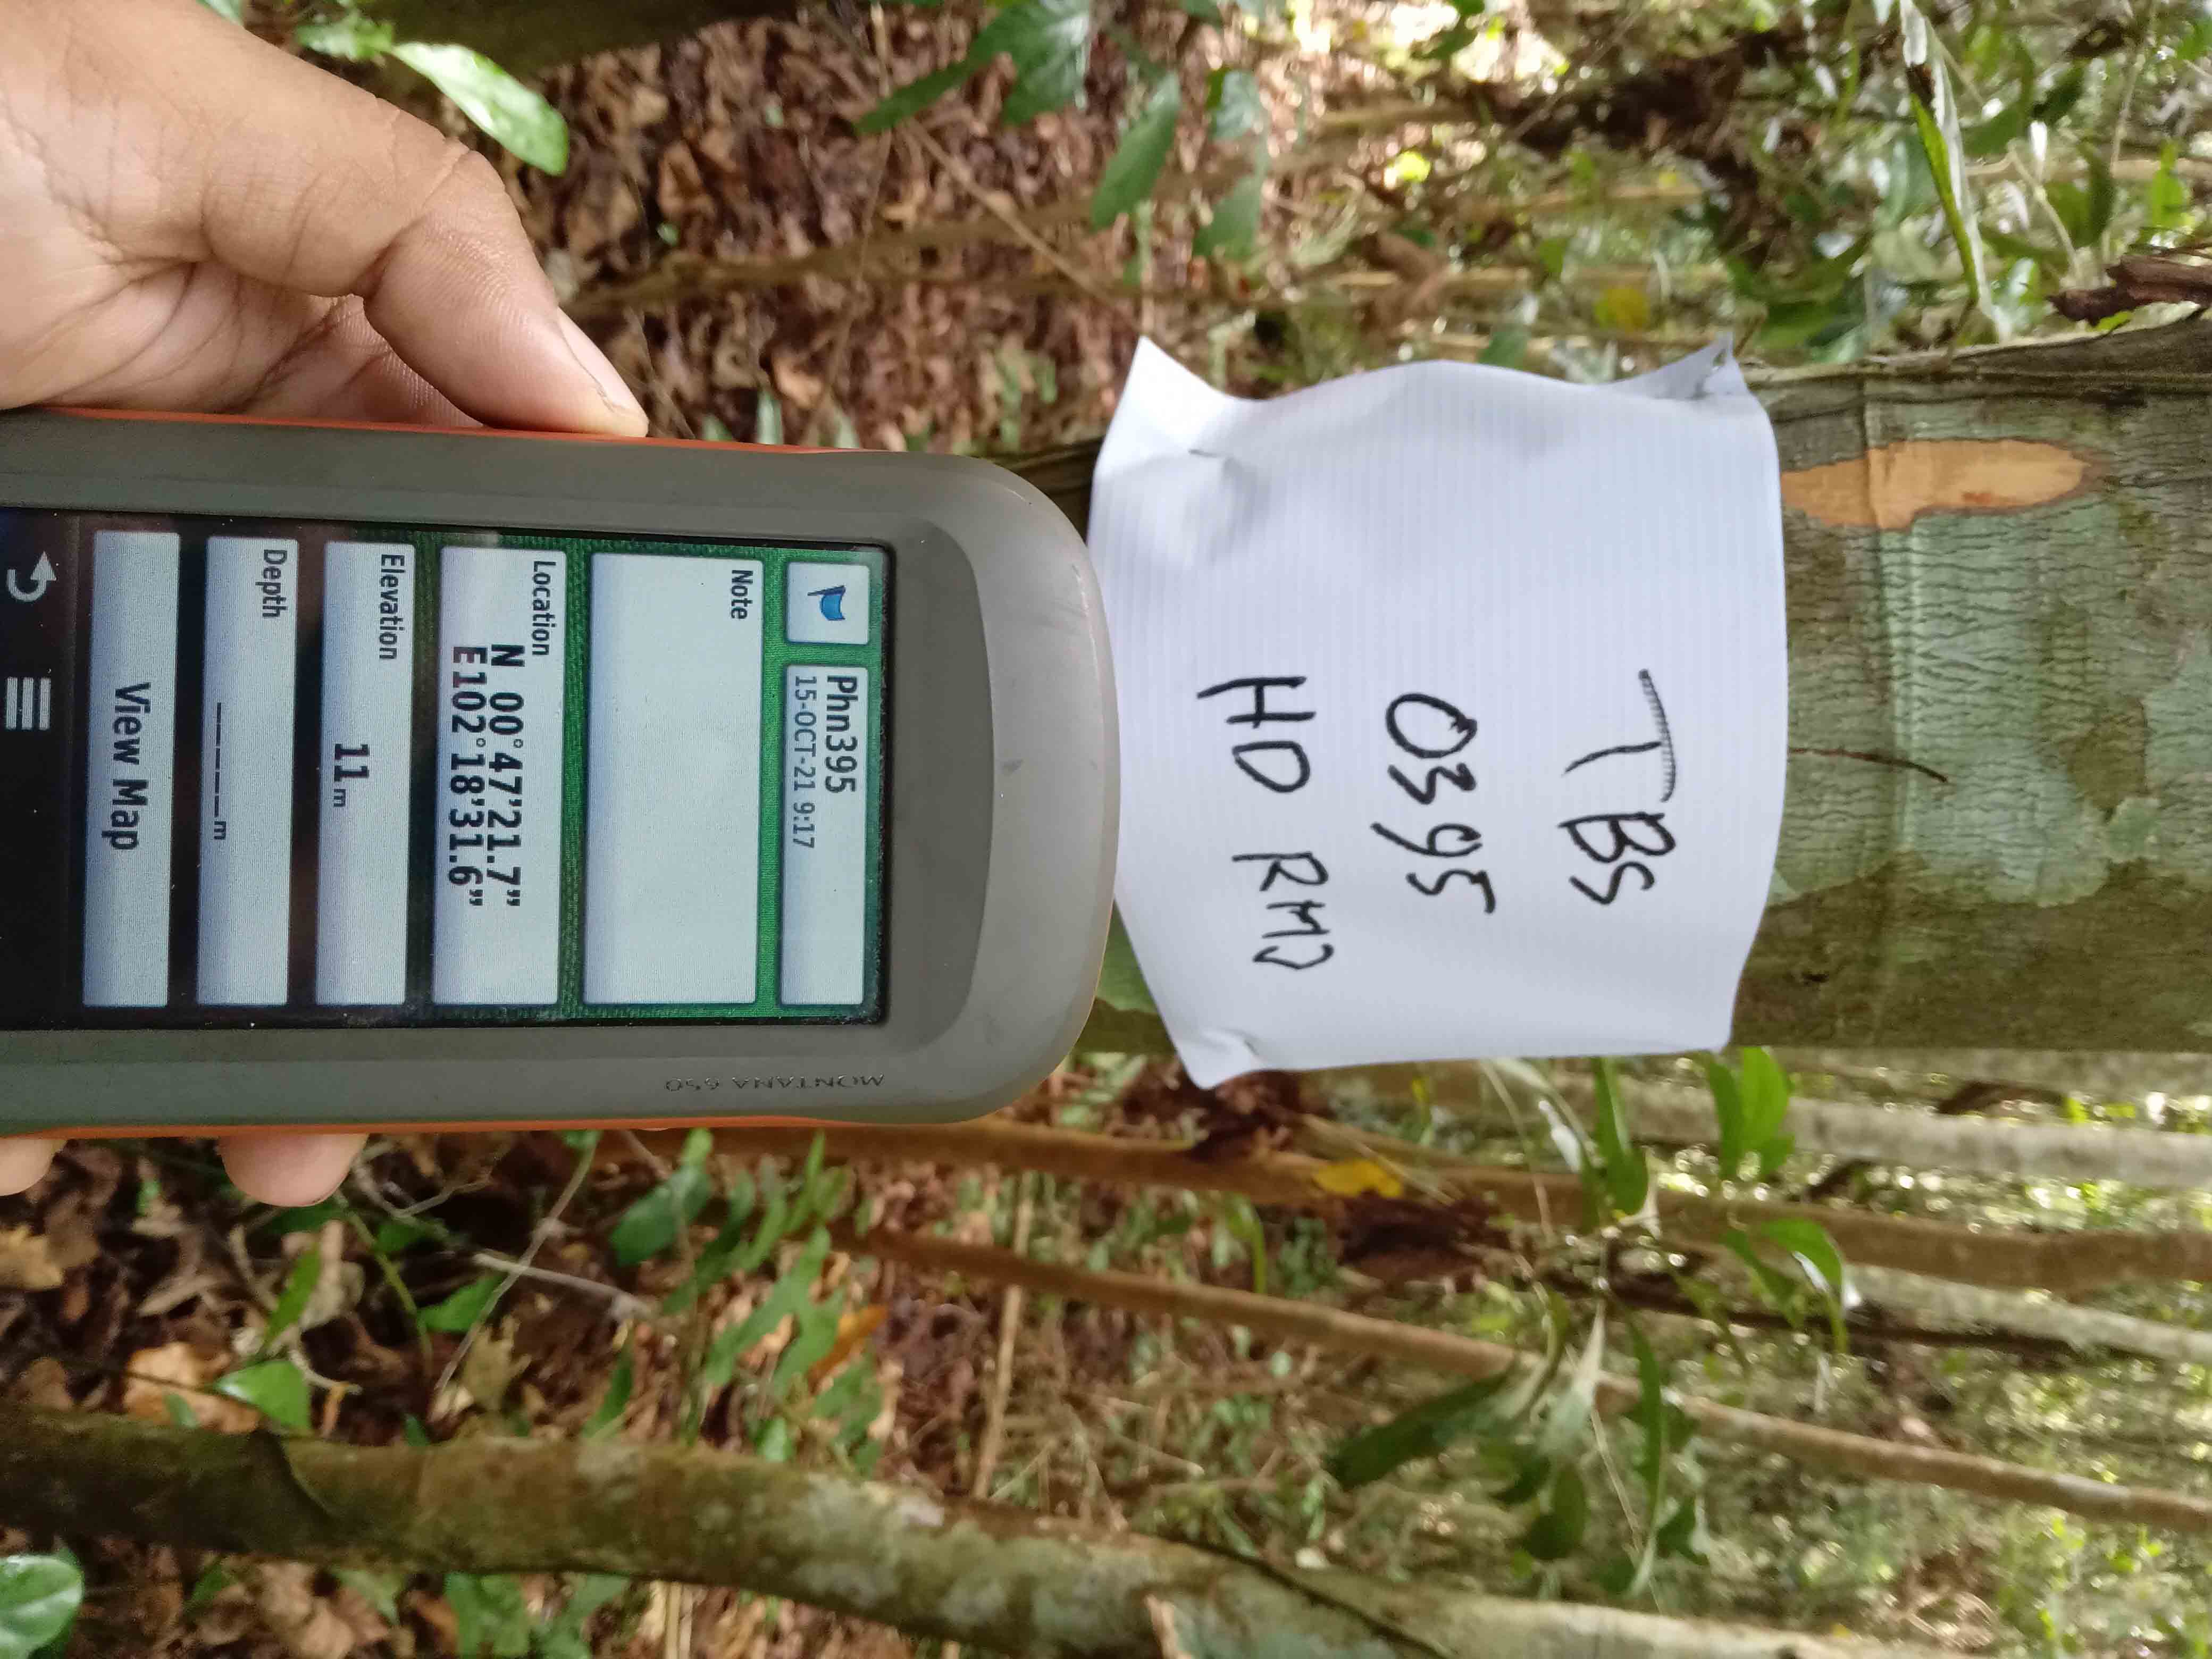 TBS
0395
HD RMJ
MONTANA 650
Phn395
15-OCT-21 9:17
Note
Location
N 00°47'21.7"
E102°18'31.6"
Elevation
11 m
Depth
_____m
View Map